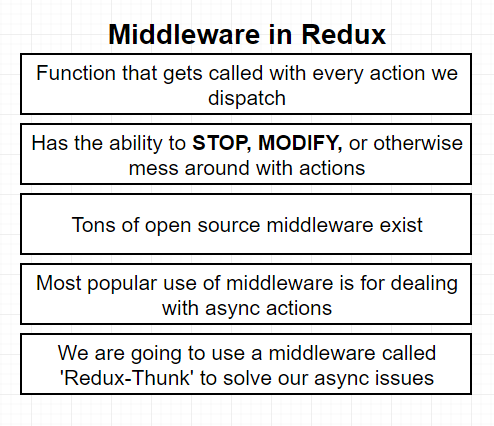 Middleware in Redux
Function that gets called with every action we
dispatch
Has the ability to STOP, MODIFY, or otherwise
mess around with actions
Tons of open source middleware exist
Most popular use of middleware is for dealing
with async actions
We are going to use a middleware called
'Redux-Thunk' to solve our async issues